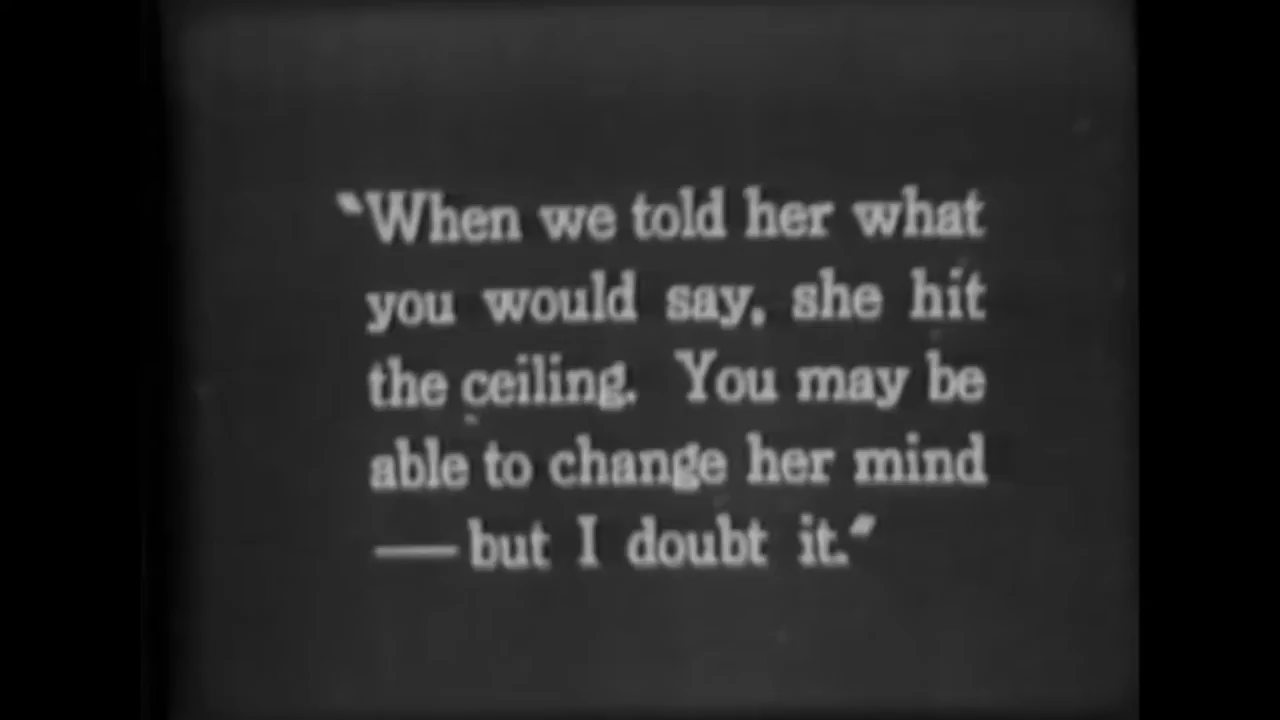 “When we told her what
you would say, she hit
the ceiling. You may be
able to change her mind
—but I doubt it.”